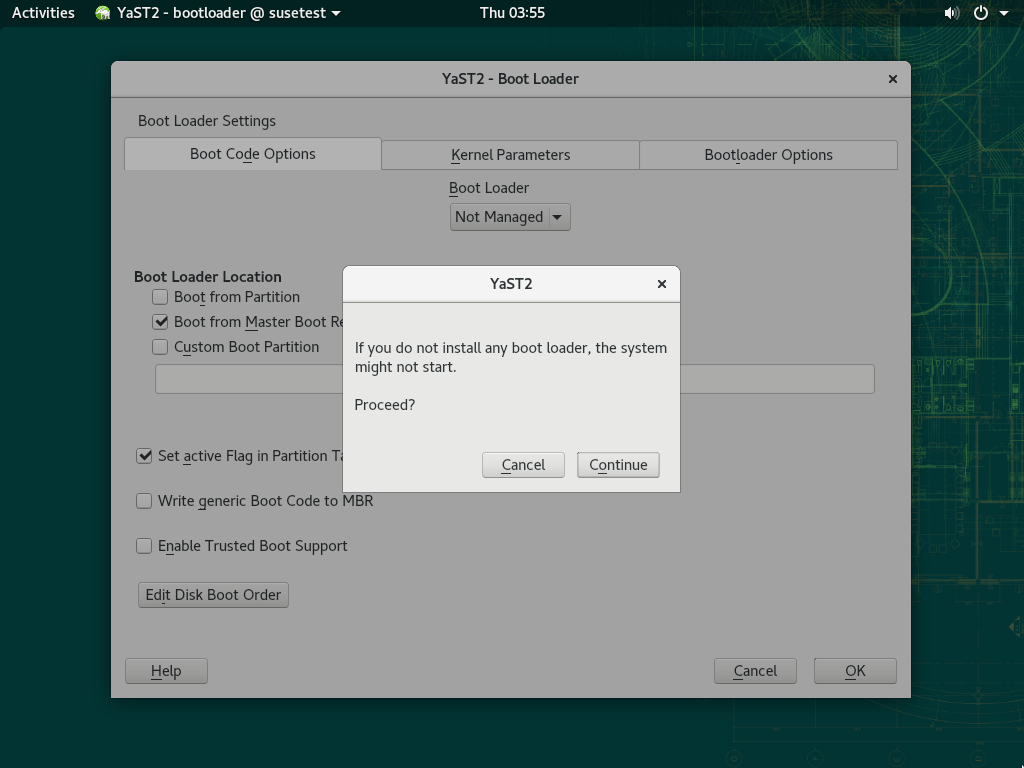 Activities YaST2 - bootloader @ susetest Thu 03:55
YaST2 - Boot Loader
Boot Loader Settings
Boot Code Options Kernel Parameters Bootloader Options
Boot Loader
Not Managed
Boot Loader Location
Boot from Partition
Boot from Master Boot Re
Custom Boot Partition
YaST2
If you do not install any boot loader, the system
might not start.
Proceed?
Cancel Continue
Set active Flag in Partition Ta
Write generic Boot Code to MBR
Enable Trusted Boot Support
Edit Disk Boot Order
Help Cancel OK